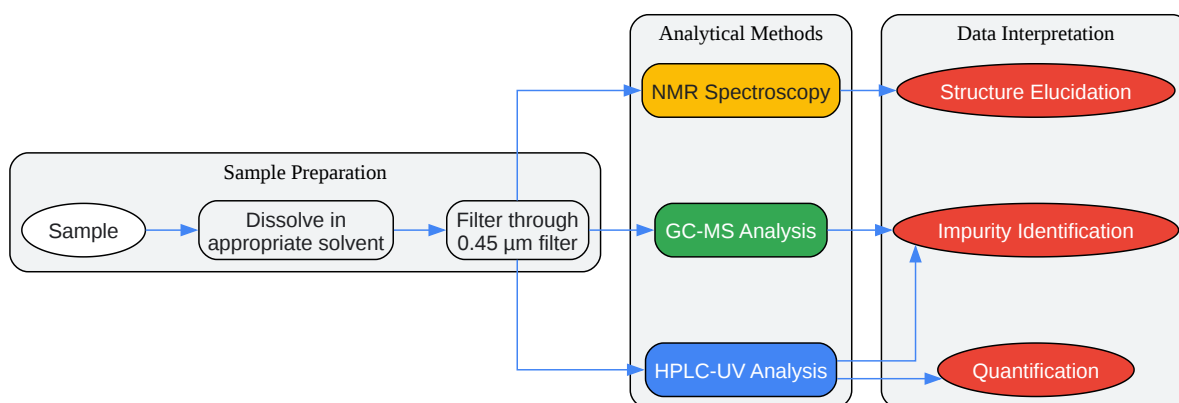 Analytical Methods
Data Interpretation
NMR Spectroscopy
Structure Elucidation
Sample Preparation
Sample
Dissolve in
appropriate solvent
Filter through
0.45 µm filter
GC-MS Analysis
Impurity Identification
HPLC-UV Analysis
Quantification